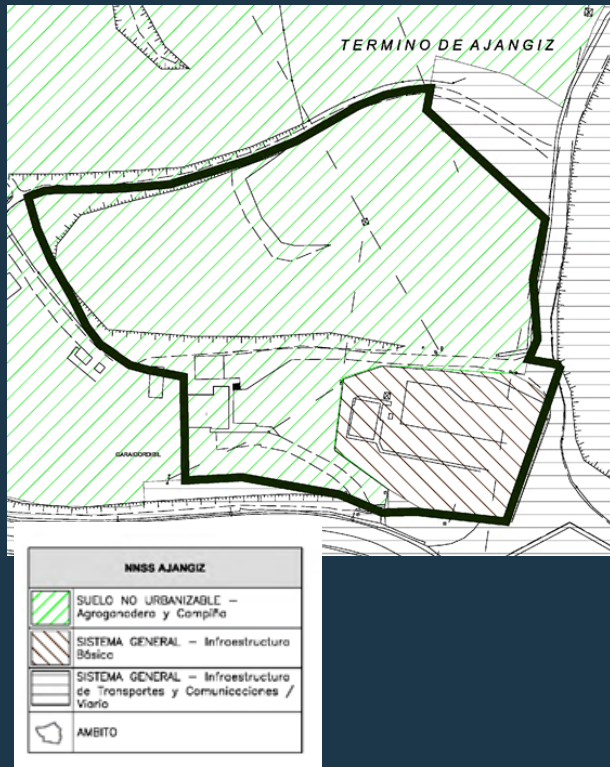 TERMINO DE AJANGIZ
GARAIGORDOBIL
NNSS AJANGIZ
SUELO NO URBANIZABLE –
Agroganadera y Campiña
SISTEMA GENERAL – Infraestructura
Básica
SISTEMA GENERAL – Infraestructura
de Transportes y Comunicaciones /
Viario
AMBITO